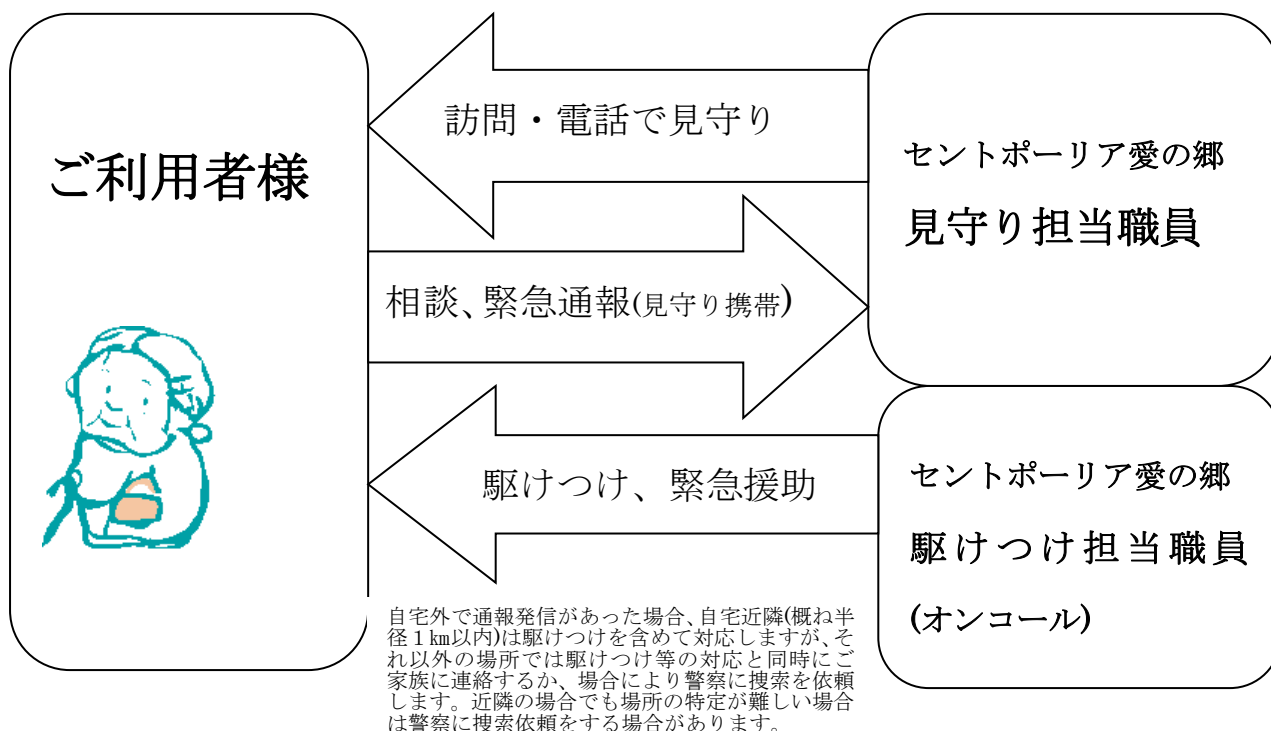 ご利用者様
訪問・電話で見守り
相談、緊急通報(見守り携帯)
駆けつけ、緊急援助
セントポーリア愛の郷
見守り担当職員
セントポーリア愛の郷
駆けつけ担当職員
(オンコール)
自宅外で通報発信があった場合、自宅近隣(概ね半
径１㎞以内)は駆けつけを含めて対応しますが、そ
れ以外の場所では駆けつけ等の対応と同時にご
家族に連絡するか、場合により警察に捜索を依頼
します。近隣の場合でも場所の特定が難しい場合
は警察に捜索依頼をする場合があります。